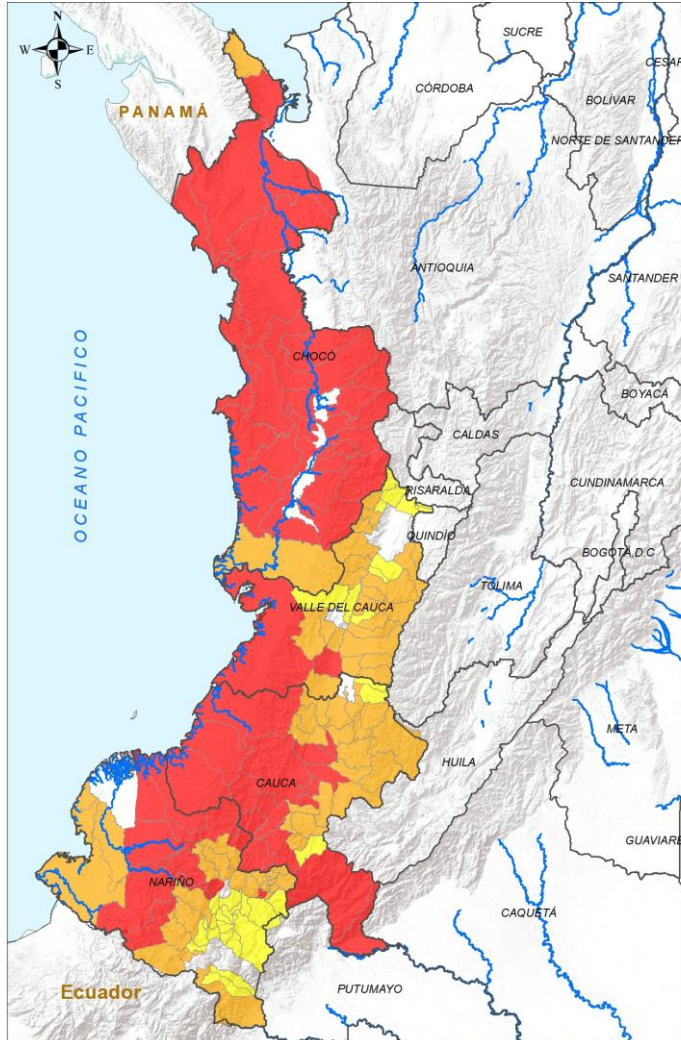 N
W E
S
SUCRE
CESAR
CÓRDOBA
BOLÍVAR
PANAMÁ
NORTE DE SANTANDER
ANTIOQUIA
SANTANDER
OCEANO PACIFICO
CHOCÓ
BOYACÁ
CALDAS
CUNDINAMARCA
RISARALDA
QUINDÍO
BOGOTÁ,D.C
TOLIMA
VALLE DEL CAUCA
META
HUILA
CAUCA
GUAVIARE
NARIÑO
CAQUETÁ
Ecuador
PUTUMAYO